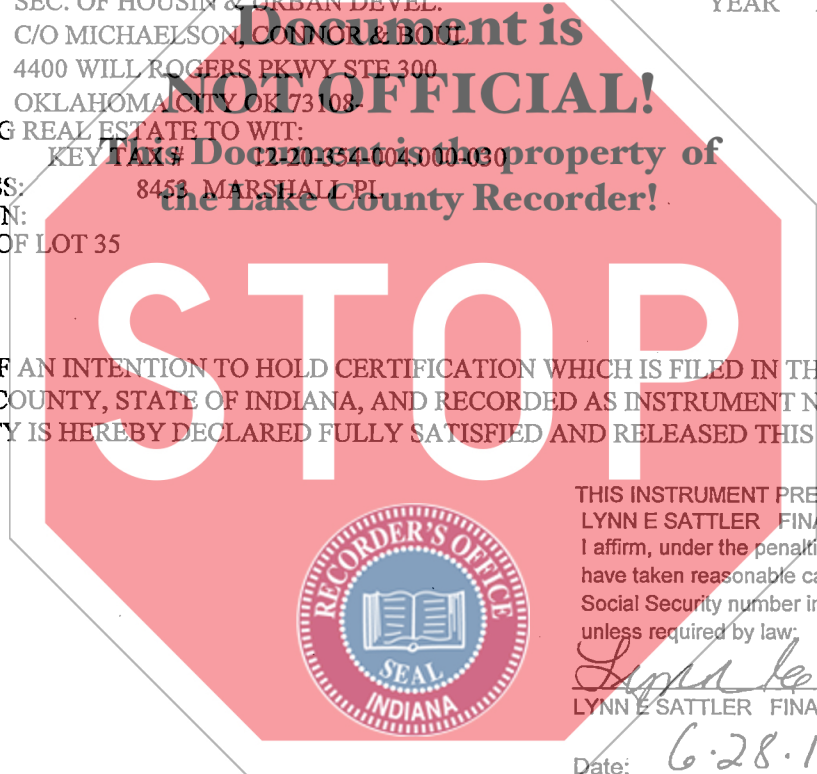 SEC. OF HOUSIN & URBAN DEVEL.
YEAR
Document is
C/O MICHAELSON, CONNOR & BOUL
4400 WILL ROGERS PKWY STE 300
NOT OFFICIAL!
OKLAHOMA CITY OK 73108-
G REAL ESTATE TO WIT:
This Document is the property of
KEY TAX # 12-20-354-004.000-030
the Lake County Recorder!
SS: 8453 MARSHALL PL
N:
OF LOT 35
STOP
F AN INTENTION TO HOLD CERTIFICATION WHICH IS FILED IN TH
COUNTY, STATE OF INDIANA, AND RECORDED AS INSTRUMENT N
Y IS HEREBY DECLARED FULLY SATISFIED AND RELEASED THIS
RECORDER'S OFFICE
SEAL
INDIANA
THIS INSTRUMENT PRE
LYNN E SATTLER FINA
I affirm, under the penalti
have taken reasonable ca
Social Security number in
unless required by law;
LYNN E SATTLER FINA
Date: 6.28.1